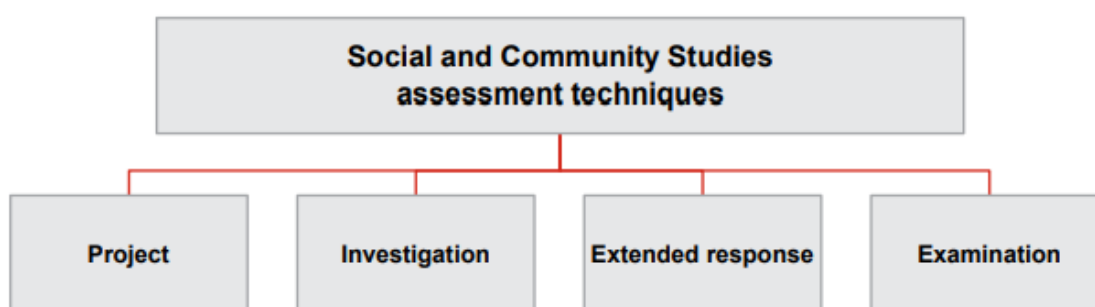 Social and Community Studies
assessment techniques
Project
Investigation
Extended response
Examination